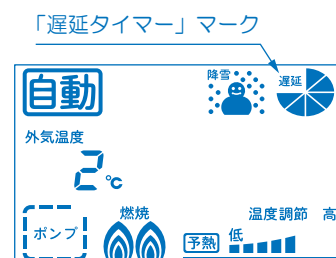 「遅延タイマー」マーク
自動
降雪
遅延
外気温度
2℃
燃焼
温度調節 高
ポンプ
予熱
低